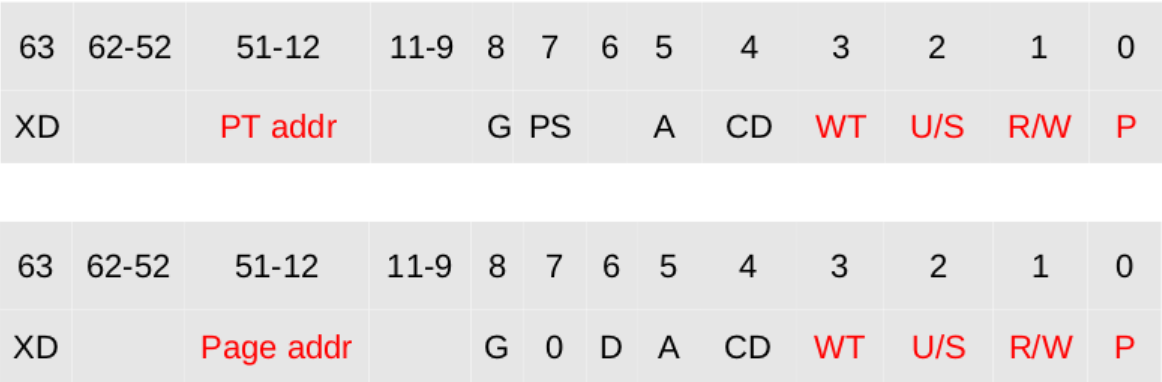 63 62-52 51-12 11-9 8 7 6 5 4 3 2 1 0
XD PT addr G PS A CD WT U/S R/W P
63 62-52 51-12 11-9 8 7 6 5 4 3 2 1 0
XD Page addr G 0 D A CD WT U/S R/W P